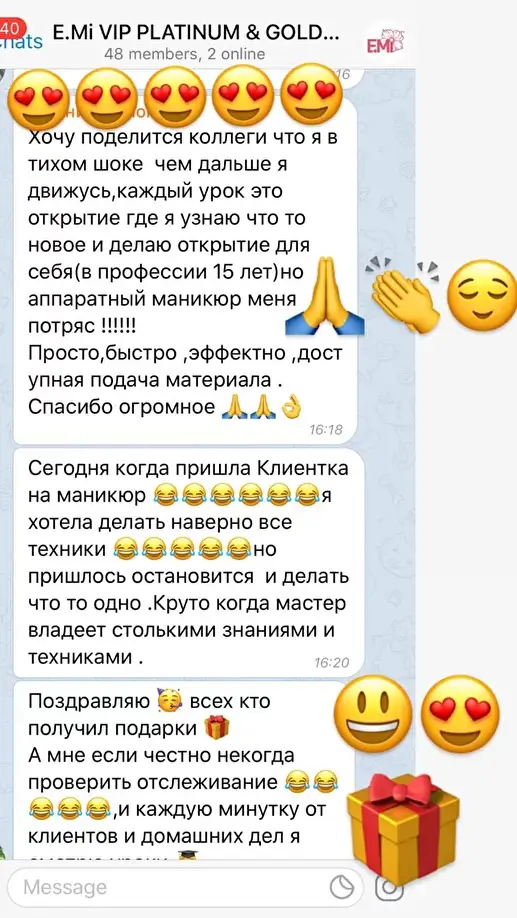 40
hats
E.Mi VIP PLATINUM & GOLD...
48 members, 2 online
E.Mi
16
Хочу поделится коллеги что я в
тихом шоке чем дальше я
движусь,каждый урок это
открытие где я узнаю что то
новое и делаю открытие для
себя(в профессии 15 лет)но
аппаратный маникюр меня
потряс !!!!!!
Просто,быстро ,эффектно ,дост
упная подача материала .
Спасибо огромное 🙏🙏👌
16:18
Сегодня когда пришла Клиентка
на маникюр 😂😂😂😂😂😂я
хотела делать наверно все
техники 😂😂😂😂😂но
пришлось остановится и делать
что то одно .Круто когда мастер
владеет столькими знаниями и
техниками .
16:20
Поздравляю 🥳 всех кто
получил подарки 🎁
А мне если честно некогда
проверить отслеживание 😂😂
😂😂😂,и каждую минутку от
клиентов и домашних дел я
Message